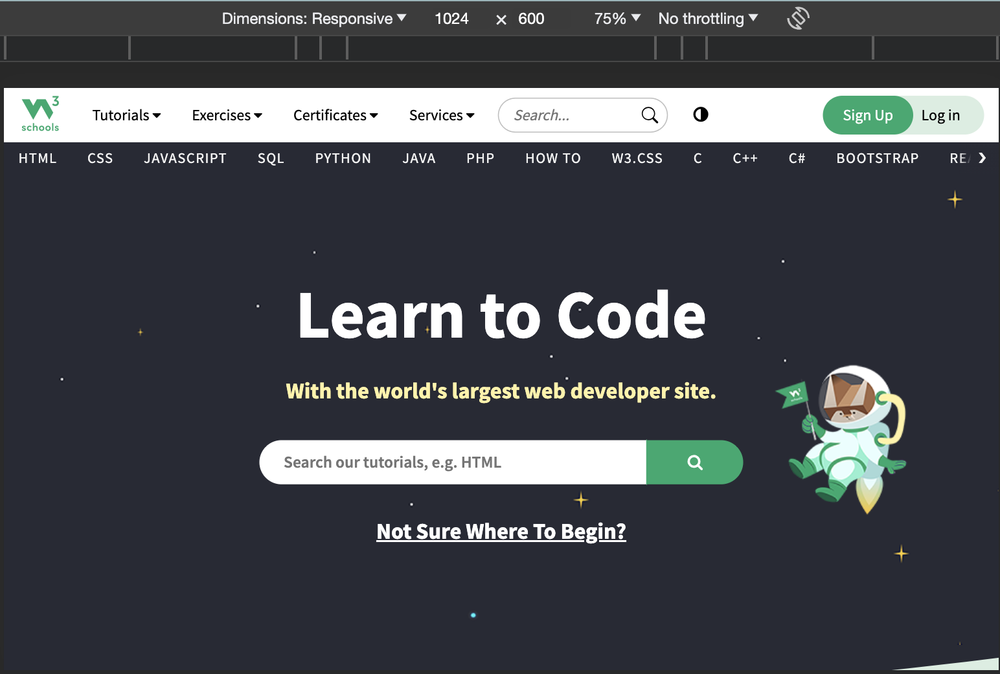 Dimensions: Responsive 1024 × 600 75% No throttling
W3 schools
Tutorials Exercises Certificates Services Search... Sign Up Log in
HTML CSS JAVASCRIPT SQL PYTHON JAVA PHP HOW TO W3.CSS C C++ C# BOOTSTRAP
Learn to Code
With the world's largest web developer site.
Search our tutorials, e.g. HTML
Not Sure Where To Begin?